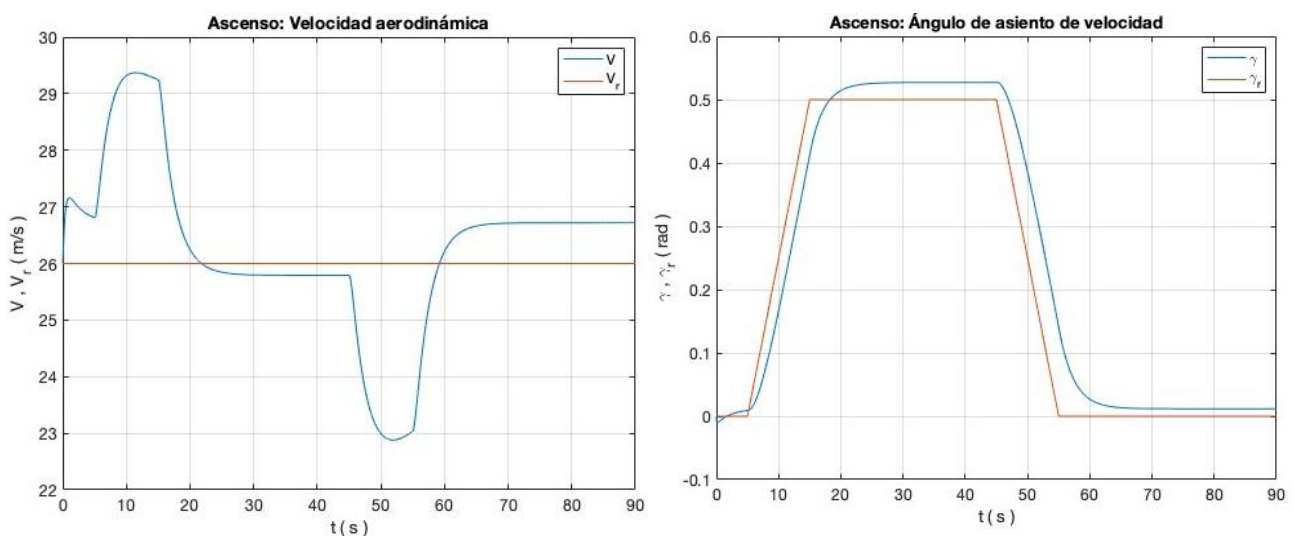 Ascenso: Velocidad aerodinámica
30
29
28
27
26
25
24
23
22
V , V_r ( m/s )
V
V_r
0 10 20 30 40 50 60 70 80 90
t ( s )
Ascenso: Ángulo de asiento de velocidad
0.6
0.5
0.4
0.3
0.2
0.1
0
-0.1
γ , γ_r ( rad )
γ
γ_r
0 10 20 30 40 50 60 70 80 90
t ( s )